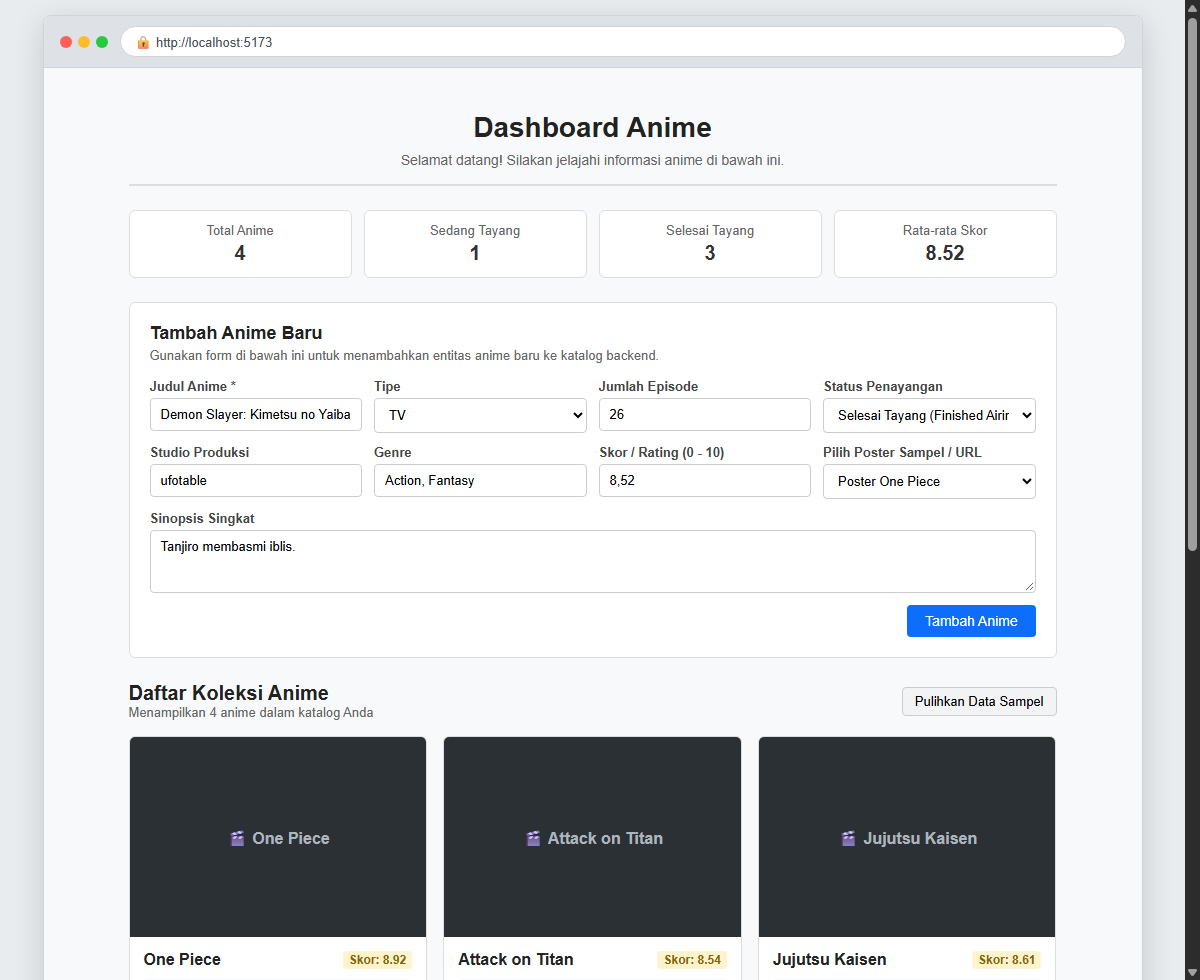 http://localhost:5173
Dashboard Anime
Selamat datang! Silakan jelajahi informasi anime di bawah ini.
Total Anime
4
Sedang Tayang
1
Selesai Tayang
3
Rata-rata Skor
8.52
Tambah Anime Baru
Gunakan form di bawah ini untuk menambahkan entitas anime baru ke katalog backend.
Judul Anime *
Demon Slayer: Kimetsu no Yaiba
Tipe
TV
Jumlah Episode
26
Status Penayangan
Selesai Tayang (Finished Airir
Studio Produksi
ufotable
Genre
Action, Fantasy
Skor / Rating (0 - 10)
8,52
Pilih Poster Sampel / URL
Poster One Piece
Sinopsis Singkat
Tanjiro membasmi iblis.
Tambah Anime
Daftar Koleksi Anime
Menampilkan 4 anime dalam katalog Anda
Pulihkan Data Sampel
One Piece
Attack on Titan
Jujutsu Kaisen
One Piece
Skor: 8.92
Attack on Titan
Skor: 8.54
Jujutsu Kaisen
Skor: 8.61